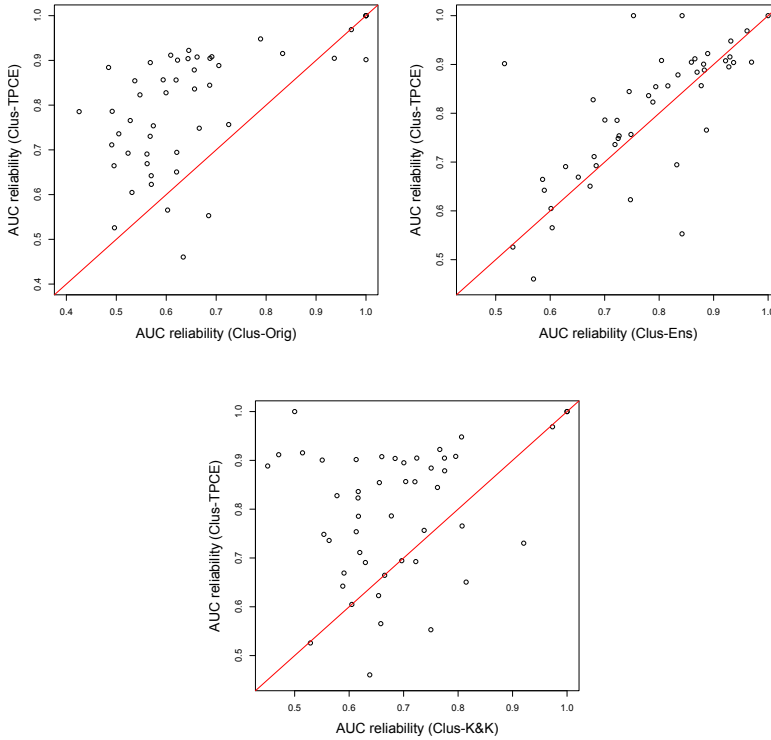 1.0
0.9
0.8
0.7
0.6
0.5
0.4
AUC reliability (Clus-TPCE)
0.4 0.5 0.6 0.7 0.8 0.9 1.0
AUC reliability (Clus-Orig)
1.0
0.9
0.8
0.7
0.6
0.5
AUC reliability (Clus-TPCE)
0.5 0.6 0.7 0.8 0.9 1.0
AUC reliability (Clus-Ens)
1.0
0.9
0.8
0.7
0.6
0.5
AUC reliability (Clus-TPCE)
0.5 0.6 0.7 0.8 0.9 1.0
AUC reliability (Clus-K&K)